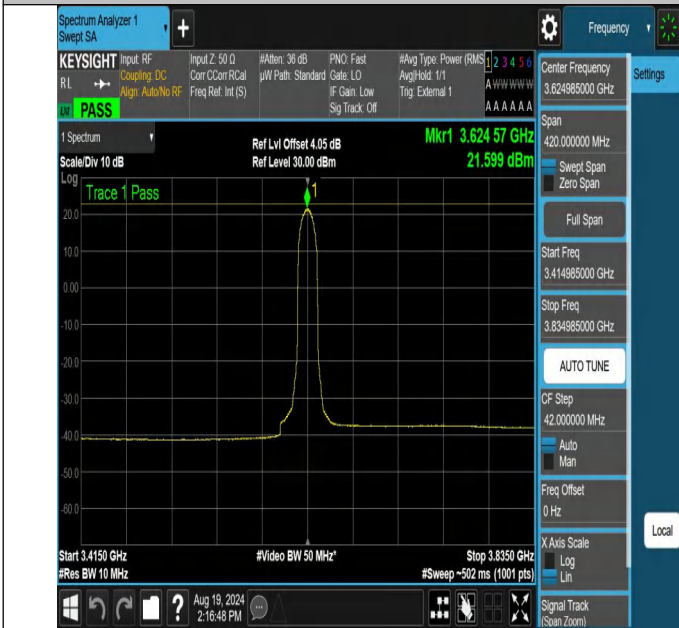 Spectrum Analyzer 1
Swept SA
Frequency
KEYSIGHT
RL
PASS
Input: RF
Coupling: DC
Align: Auto/No RF
Input Z: 50 Ω
Corr CCorr RCal
Freq Ref: Int (S)
#Atten: 36 dB
µW Path: Standard
PNO: Fast
Gate: LO
IF Gain: Low
Sig Track: Off
#Avg Type: Power (RMS
Avg|Hold: 1/1
Trig: External 1
1 2 3 4 5 6
A W W W W W
A A A A A A
1 Spectrum
Scale/Div 10 dB
Ref Lvl Offset 4.05 dB
Ref Level 30.00 dBm
Mkr1 3.624 57 GHz
21.599 dBm
Log
Trace 1 Pass
1
20.0
10.0
0.00
-10.0
-20.0
-30.0
-40.0
-50.0
-60.0
Start 3.4150 GHz
#Res BW 10 MHz
#Video BW 50 MHz*
Stop 3.8350 GHz
#Sweep ~502 ms (1001 pts)
Center Frequency
3.624985000 GHz
Span
420.000000 MHz
Swept Span
Zero Span
Full Span
Start Freq
3.414985000 GHz
Stop Freq
3.834985000 GHz
AUTO TUNE
CF Step
42.000000 MHz
Auto
Man
Freq Offset
0 Hz
X Axis Scale
Log
Lin
Signal Track
(Span Zoom)
Settings
Local
?
Aug 19, 2024
2:16:48 PM